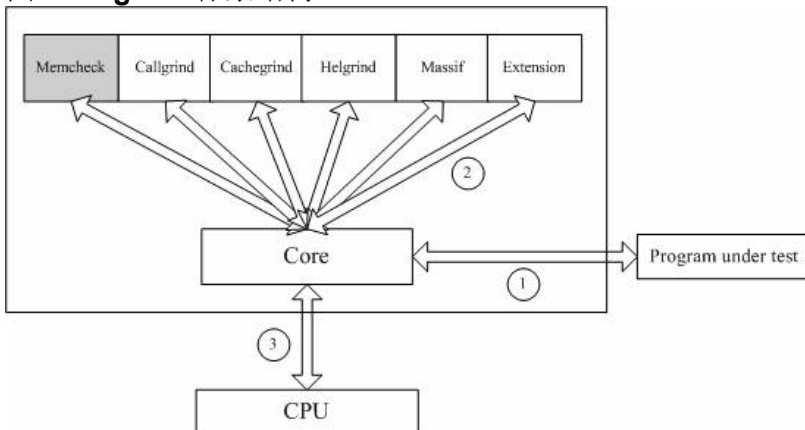 Memcheck
Callgrind
Cachegrind
Helgrind
Massif
Extension
2
Core
Program under test
1
3
CPU